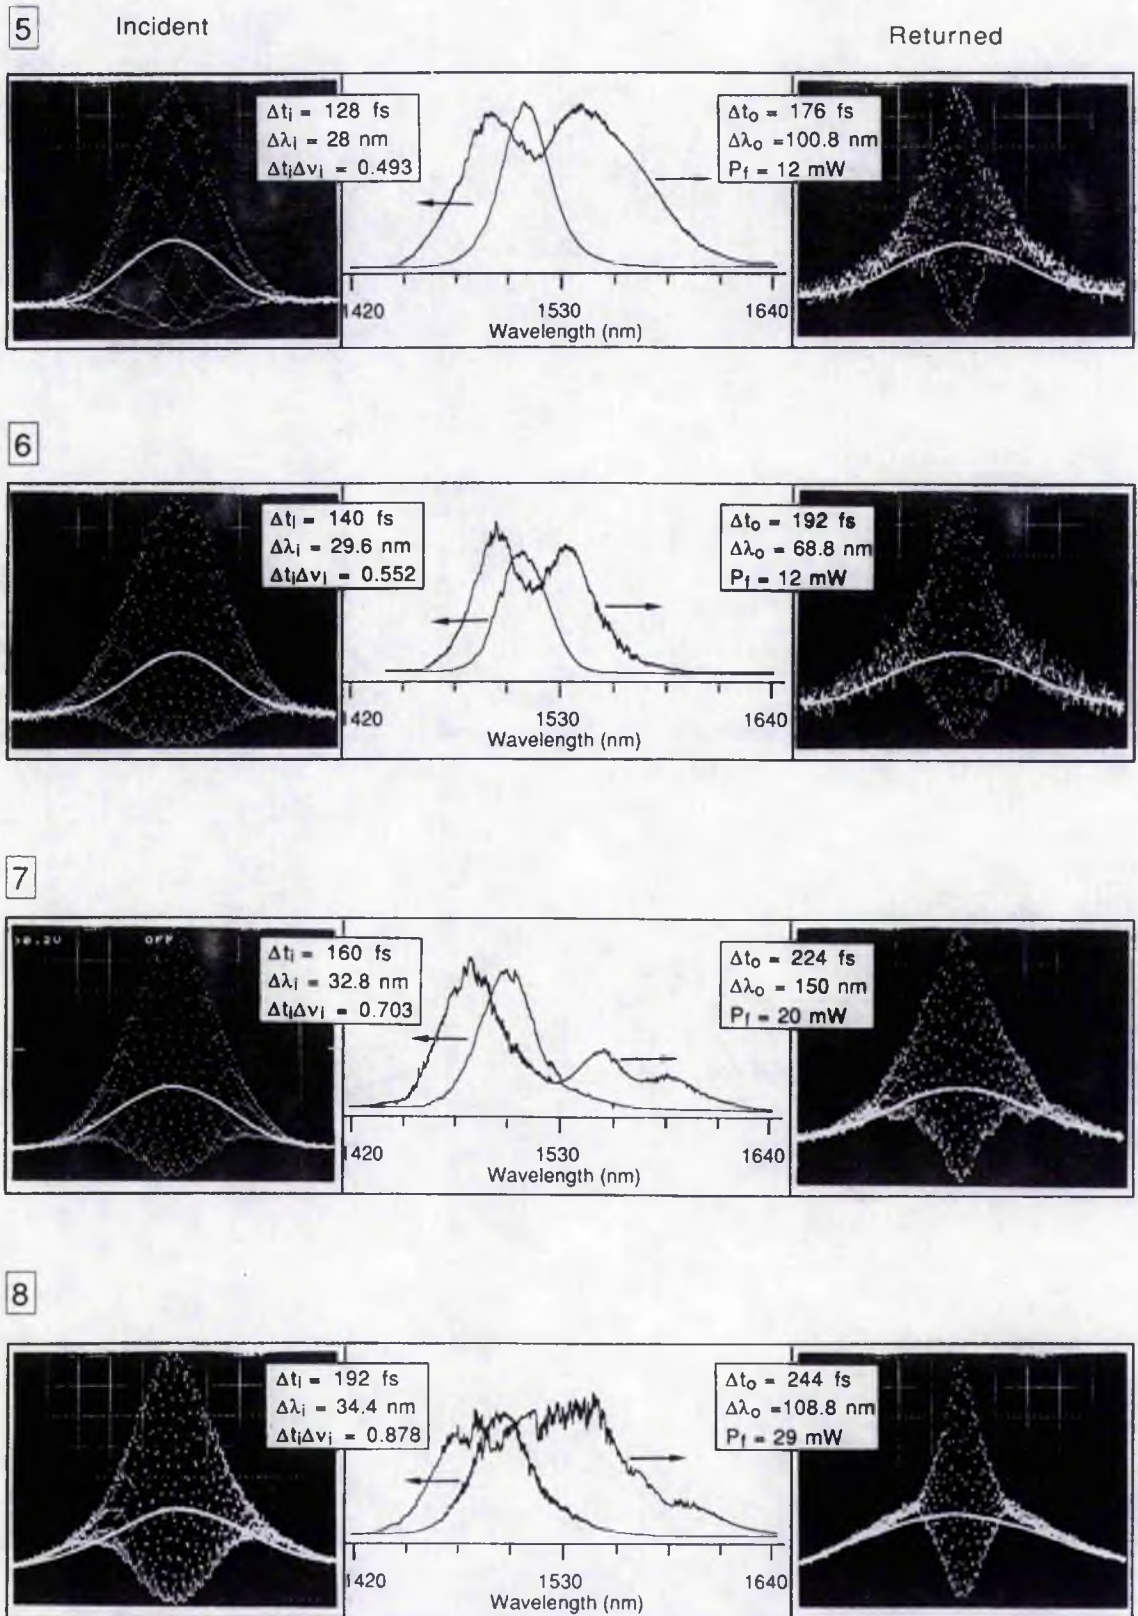 5 Incident Returned
Δti = 128 fs
Δλi = 28 nm
ΔtiΔνi = 0.493
Δto = 176 fs
Δλo =100.8 nm
Pf = 12 mW
1420 1530 1640
Wavelength (nm)
6
Δti = 140 fs
Δλi = 29.6 nm
ΔtiΔνi = 0.552
Δto = 192 fs
Δλo = 68.8 nm
Pf = 12 mW
1420 1530 1640
Wavelength (nm)
7
OFF
Δti = 160 fs
Δλi = 32.8 nm
ΔtiΔνi = 0.703
Δto = 224 fs
Δλo = 150 nm
Pf = 20 mW
1420 1530 1640
Wavelength (nm)
8
Δti = 192 fs
Δλi = 34.4 nm
ΔtiΔνi = 0.878
Δto = 244 fs
Δλo =108.8 nm
Pf = 29 mW
1420 1530 1640
Wavelength (nm)